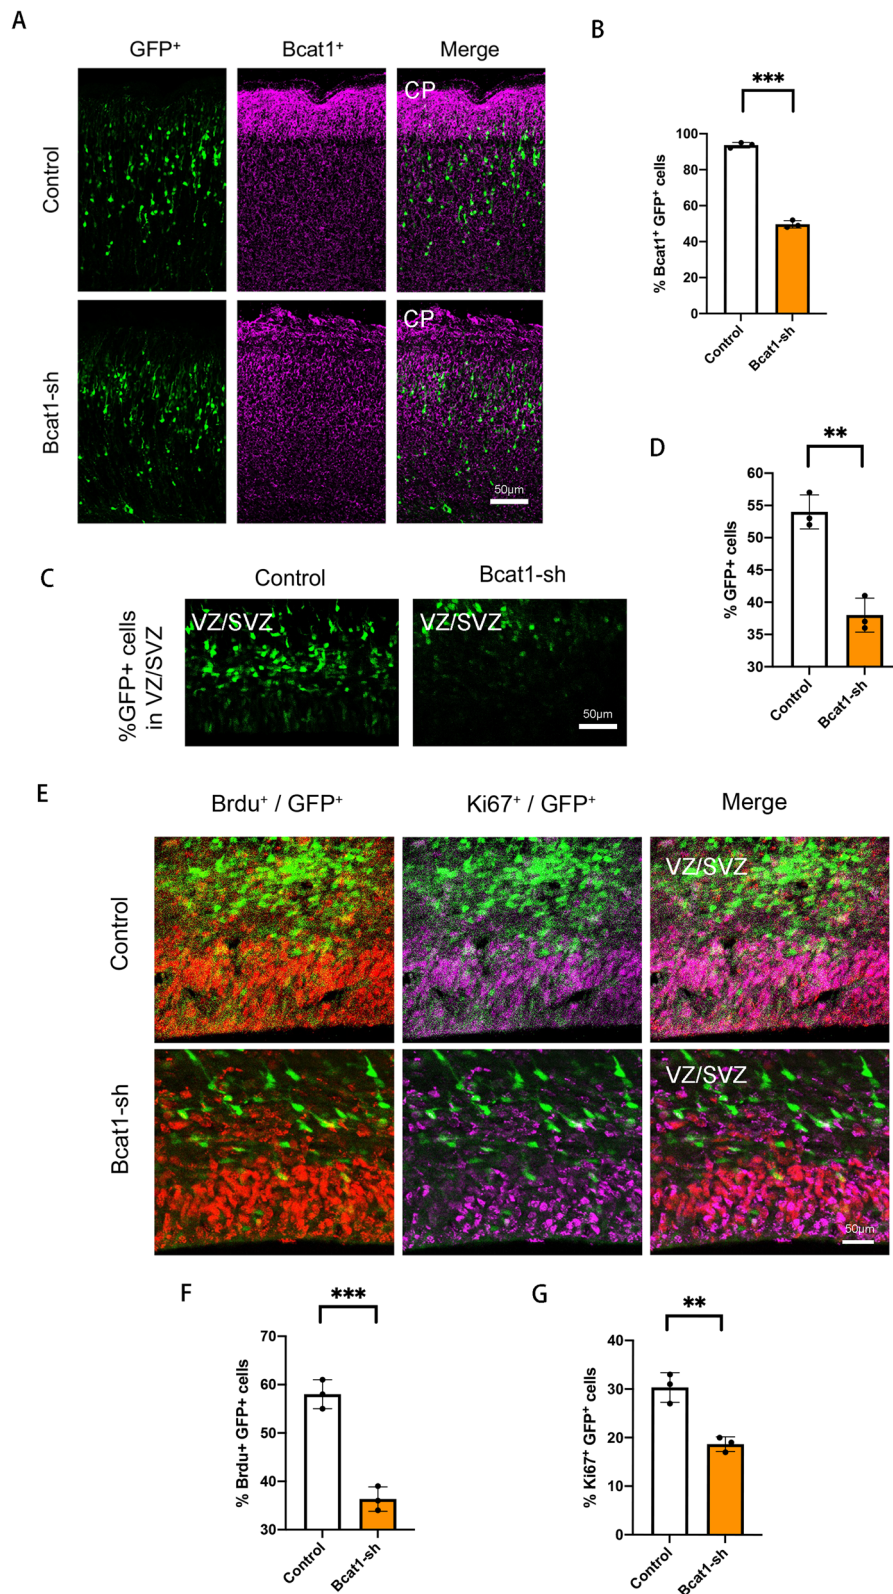 A
GFP⁺ Bcat1⁺ Merge
Control
CP
Bcat1-sh
CP
50μm
B
***
% Bcat1⁺ GFP⁺ cells
100
80
60
40
20
0
Control
Bcat1-sh
C
Control Bcat1-sh
%GFP+ cells
in VZ/SVZ
VZ/SVZ
VZ/SVZ
50μm
D
**
% GFP+ cells
60
55
50
45
40
35
30
Control
Bcat1-sh
E
Brdu⁺ / GFP⁺ Ki67⁺ / GFP⁺ Merge
Control
VZ/SVZ
Bcat1-sh
VZ/SVZ
50μm
F
***
% Brdu+ GFP+ cells
70
60
50
40
30
Control
Bcat1-sh
G
**
% Ki67⁺ GFP⁺ cells
40
30
20
10
0
Control
Bcat1-sh